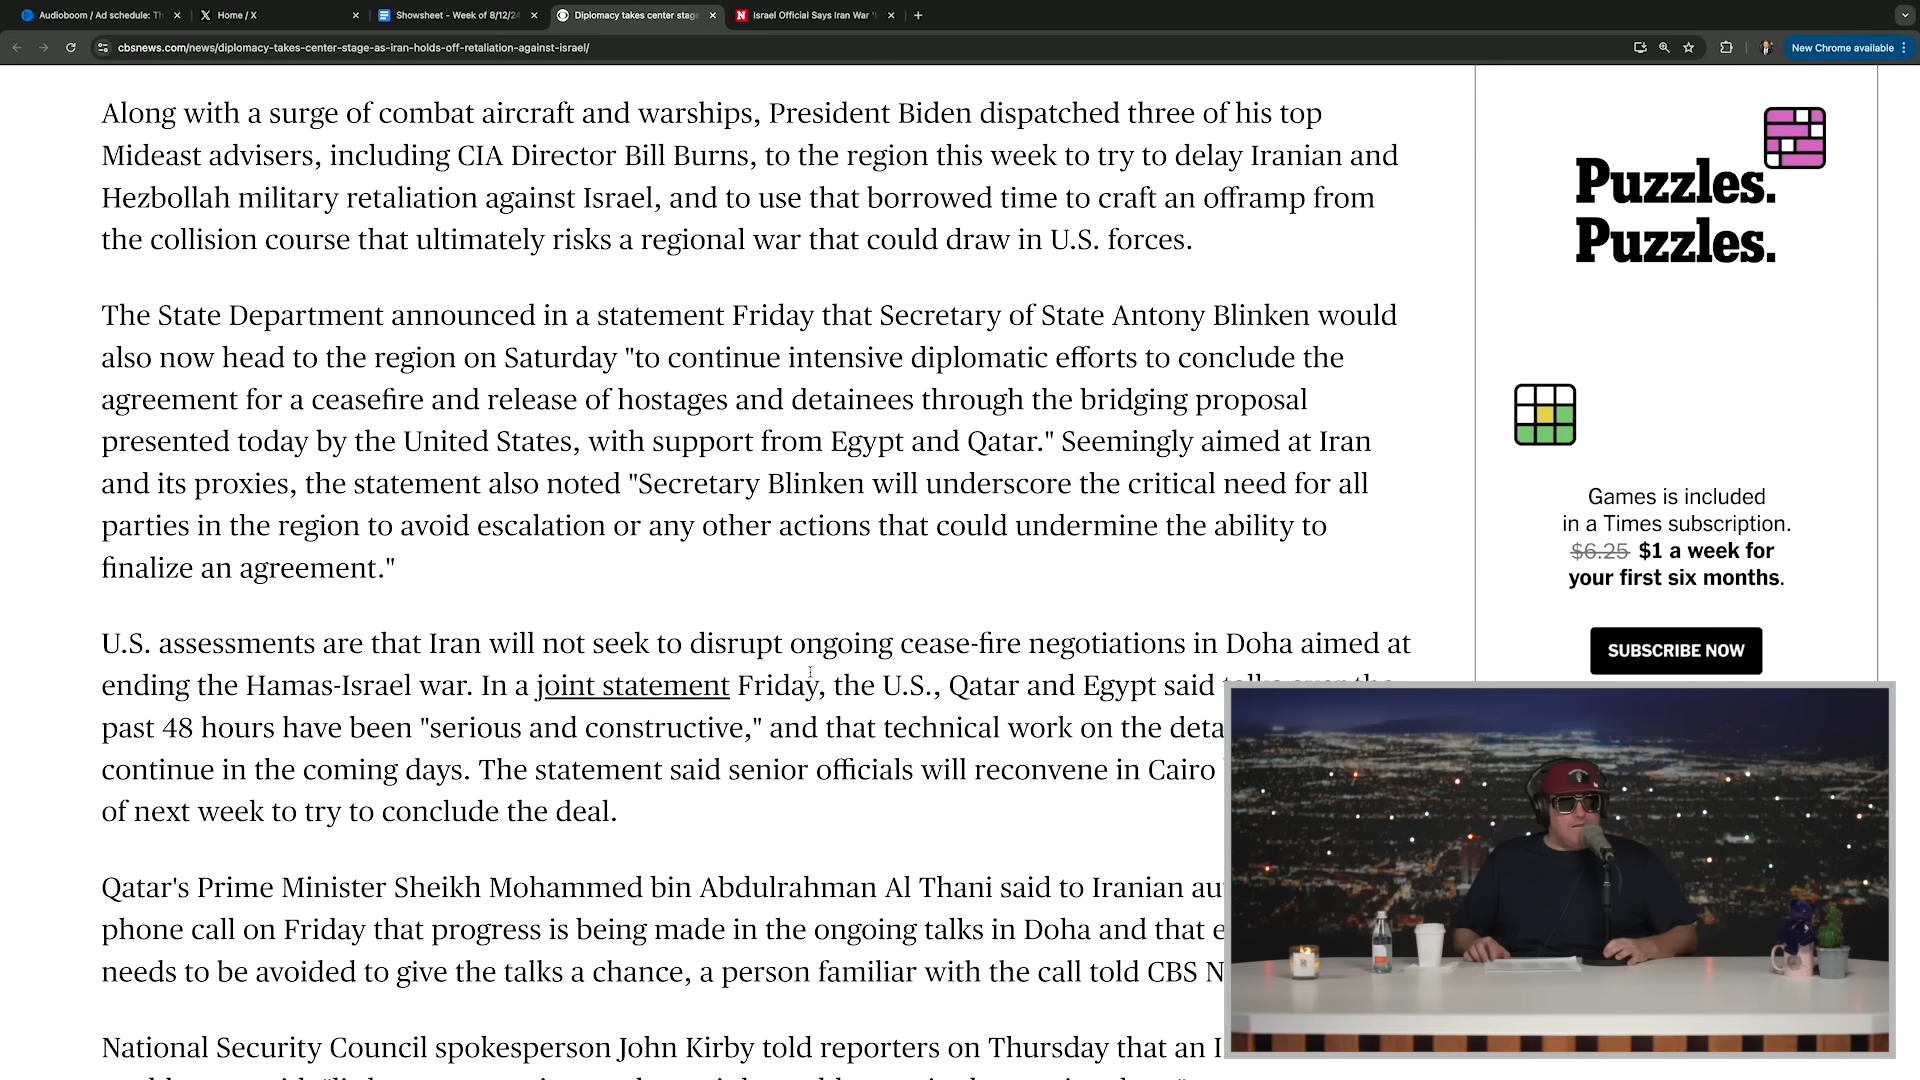 Audioboom / Ad schedule: Th
Home / X
Showsheet - Week of 8/12/24
Diplomacy takes center stage
Israel Official Says Iran War '
cbsnews.com/news/diplomacy-takes-center-stage-as-iran-holds-off-retaliation-against-israel/
New Chrome available
Along with a surge of combat aircraft and warships, President Biden dispatched three of his top
Mideast advisers, including CIA Director Bill Burns, to the region this week to try to delay Iranian and
Hezbollah military retaliation against Israel, and to use that borrowed time to craft an offramp from
the collision course that ultimately risks a regional war that could draw in U.S. forces.
The State Department announced in a statement Friday that Secretary of State Antony Blinken would
also now head to the region on Saturday "to continue intensive diplomatic efforts to conclude the
agreement for a ceasefire and release of hostages and detainees through the bridging proposal
presented today by the United States, with support from Egypt and Qatar." Seemingly aimed at Iran
and its proxies, the statement also noted "Secretary Blinken will underscore the critical need for all
parties in the region to avoid escalation or any other actions that could undermine the ability to
finalize an agreement."
U.S. assessments are that Iran will not seek to disrupt ongoing cease-fire negotiations in Doha aimed at
ending the Hamas-Israel war. In a joint statement Friday, the U.S., Qatar and Egypt said talks over the
past 48 hours have been "serious and constructive," and that technical work on the deta
continue in the coming days. The statement said senior officials will reconvene in Cairo
of next week to try to conclude the deal.
Qatar's Prime Minister Sheikh Mohammed bin Abdulrahman Al Thani said to Iranian au
phone call on Friday that progress is being made in the ongoing talks in Doha and that e
needs to be avoided to give the talks a chance, a person familiar with the call told CBS N
National Security Council spokesperson John Kirby told reporters on Thursday that an I
Puzzles.
Puzzles.
Games is included
in a Times subscription.
$6.25 $1 a week for
your first six months.
SUBSCRIBE NOW